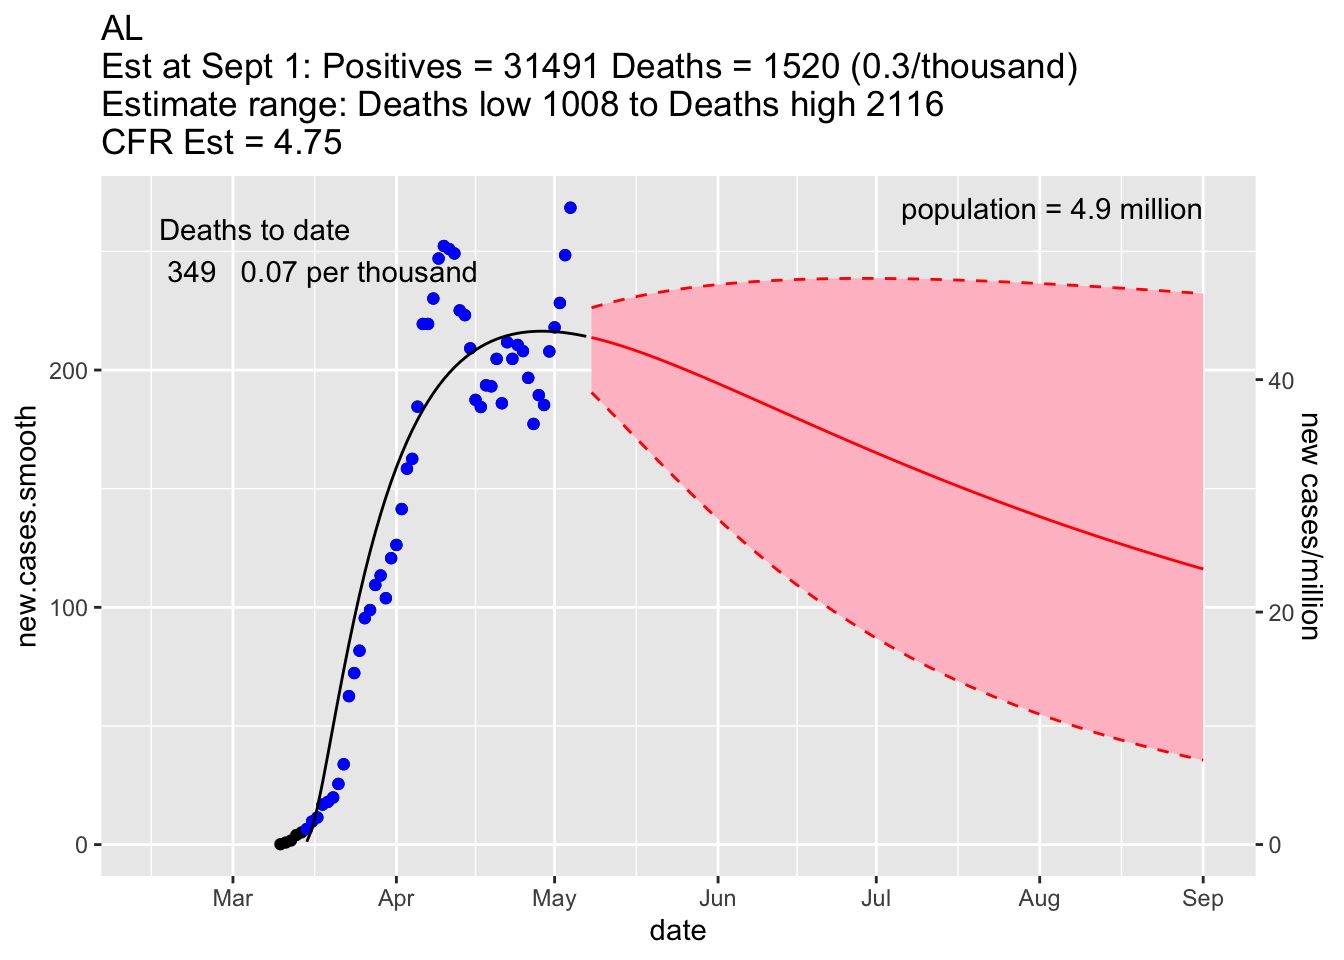 AL
Est at Sept 1: Positives = 31491 Deaths = 1520 (0.3/thousand)
Estimate range: Deaths low 1008 to Deaths high 2116
CFR Est = 4.75
Deaths to date
349 0.07 per thousand
population = 4.9 million
new.cases.smooth
200
100
0
40
20
0
new cases/million
Mar Apr May Jun Jul Aug Sep
date